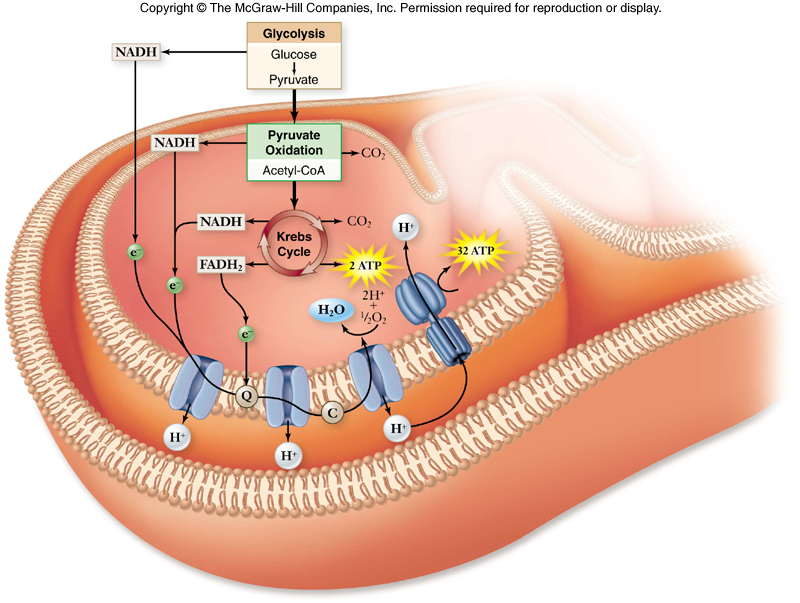 Copyright © The McGraw-Hill Companies, Inc. Permission required for reproduction or display.
Glycolysis
NADH
Glucose
Pyruvate
NADH
Pyruvate
Oxidation
CO₂
Acetyl-CoA
NADH
CO₂
H⁺
Krebs
Cycle
32 ATP
e⁻
FADH₂
2 ATP
e⁻
2H⁺
+
½O₂
H₂O
e⁻
Q
C
H⁺
H⁺
H⁺